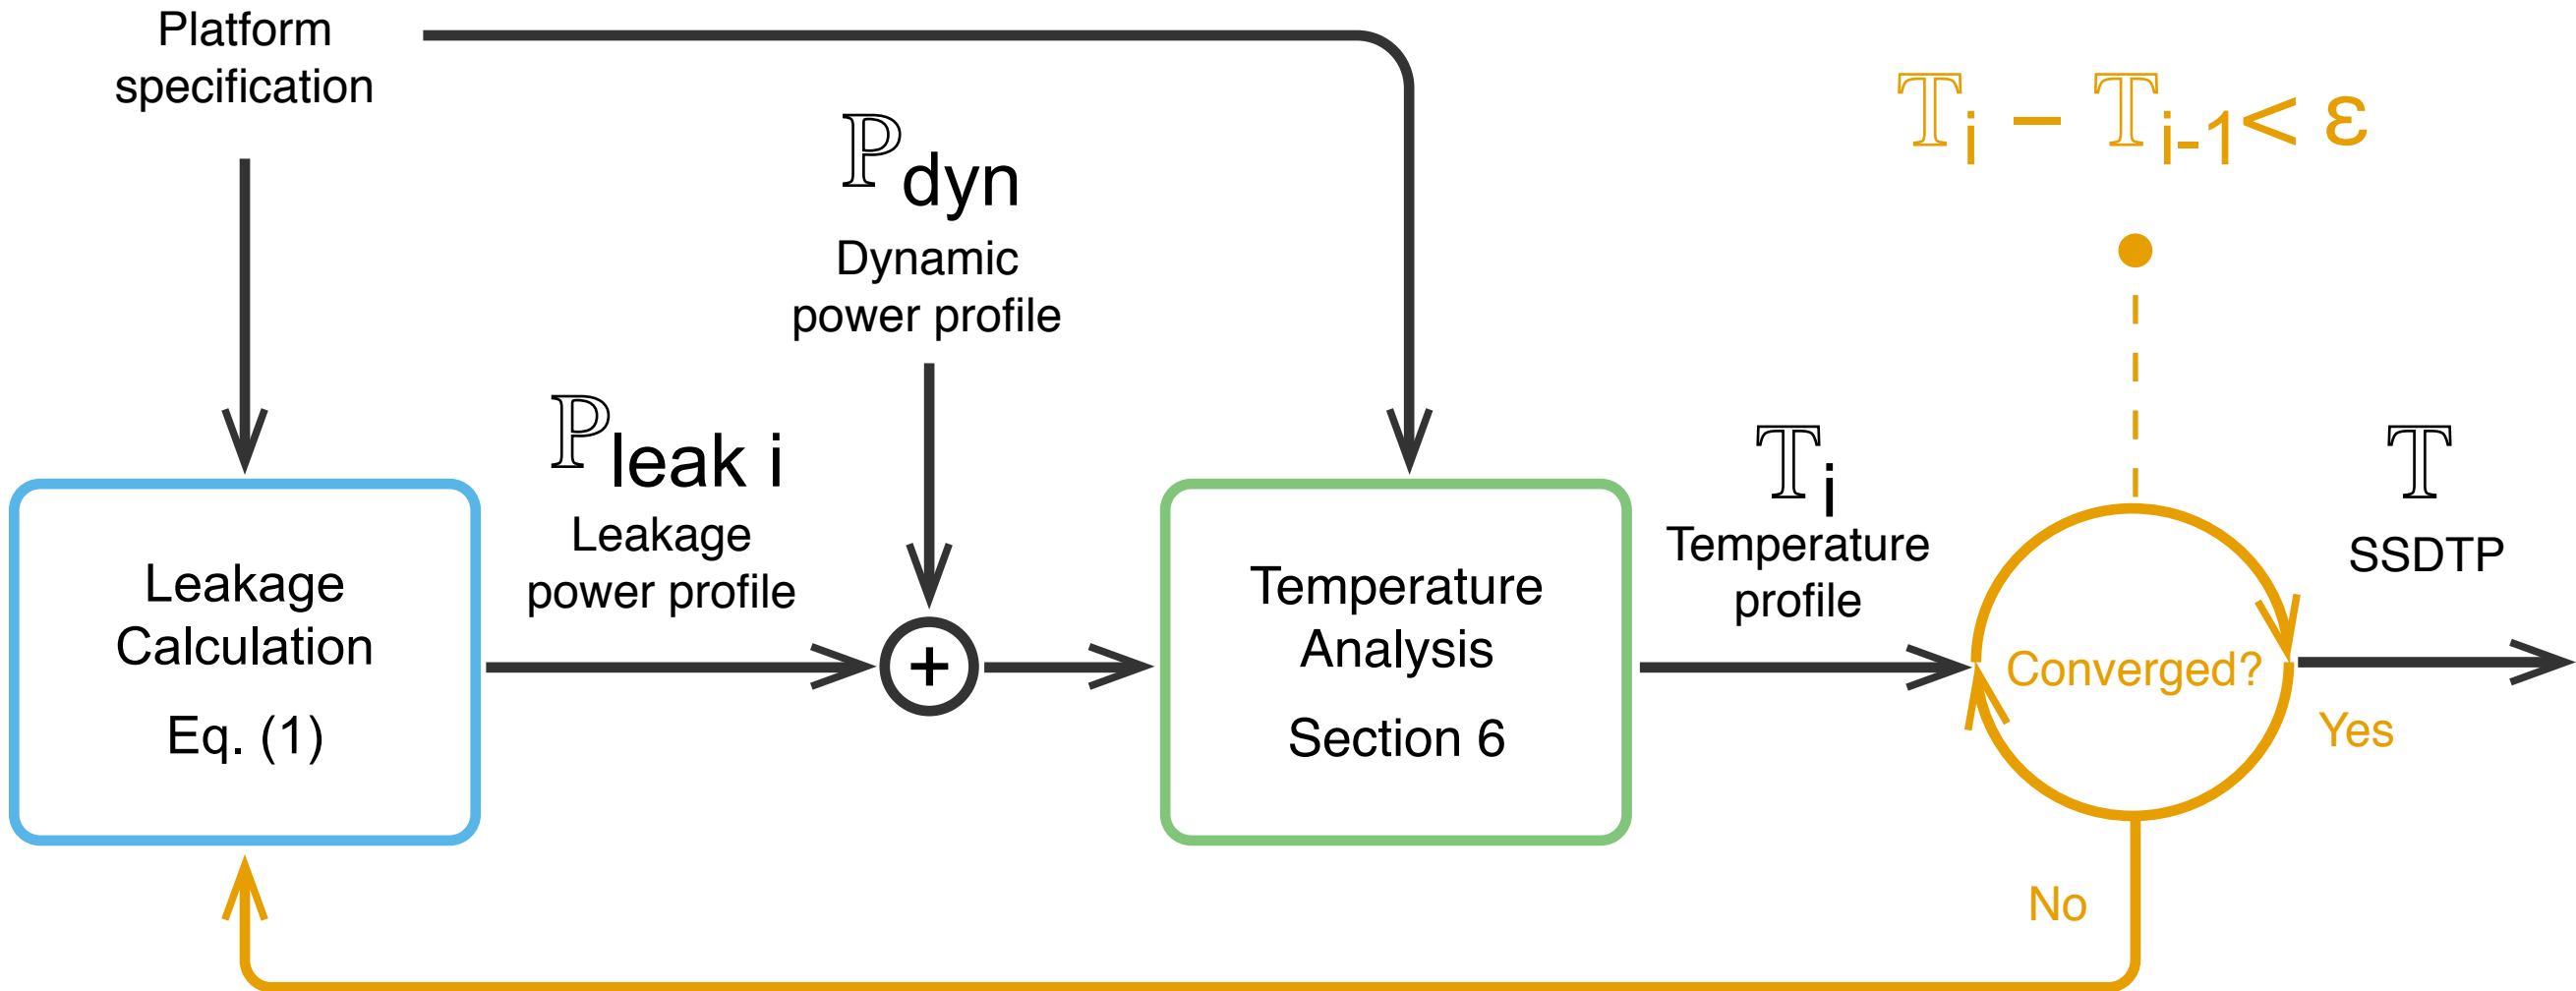 Platform
specification
ℙdyn
Dynamic
power profile
𝕋i − 𝕋i-1 < ε
ℙleak i
Leakage
power profile
Leakage
Calculation
Eq. (1)
+
Temperature
Analysis
Section 6
𝕋i
Temperature
profile
Converged?
𝕋
SSDTP
Yes
No